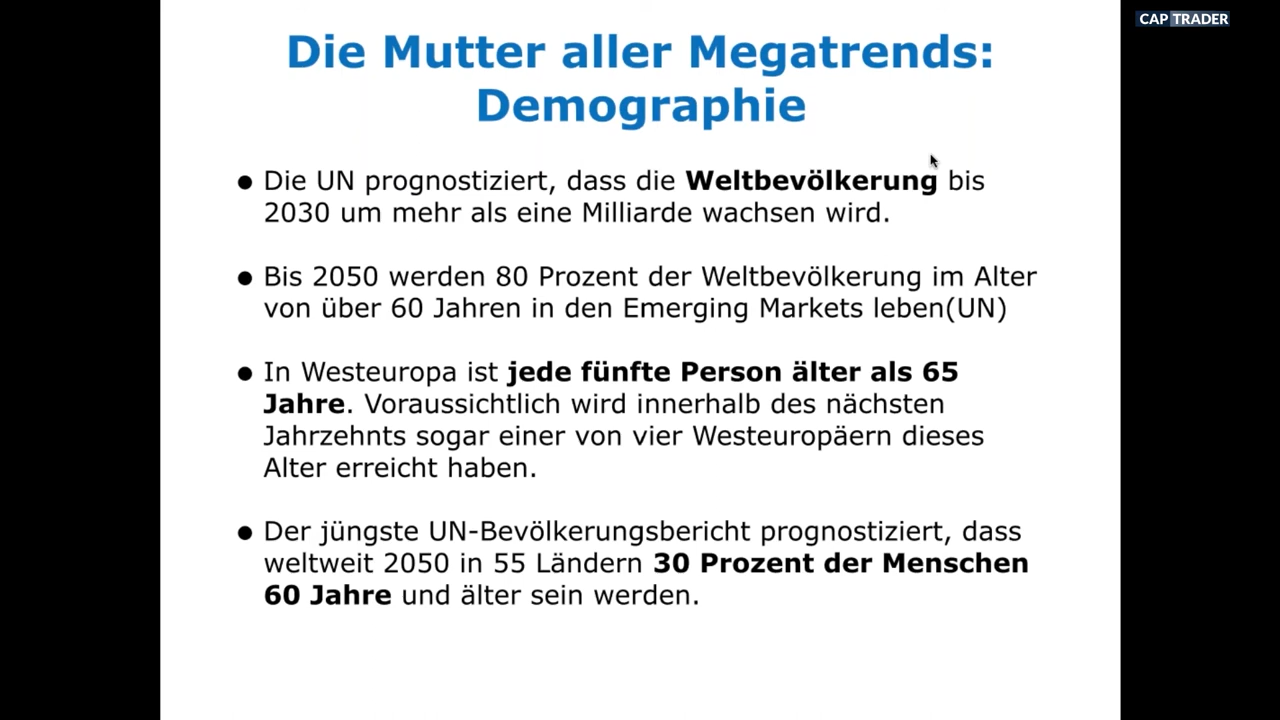 CAP TRADER
Die Mutter aller Megatrends:
Demographie
● Die UN prognostiziert, dass die Weltbevölkerung bis
2030 um mehr als eine Milliarde wachsen wird.
● Bis 2050 werden 80 Prozent der Weltbevölkerung im Alter
von über 60 Jahren in den Emerging Markets leben(UN)
● In Westeuropa ist jede fünfte Person älter als 65
Jahre. Voraussichtlich wird innerhalb des nächsten
Jahrzehnts sogar einer von vier Westeuropäern dieses
Alter erreicht haben.
● Der jüngste UN-Bevölkerungsbericht prognostiziert, dass
weltweit 2050 in 55 Ländern 30 Prozent der Menschen
60 Jahre und älter sein werden.